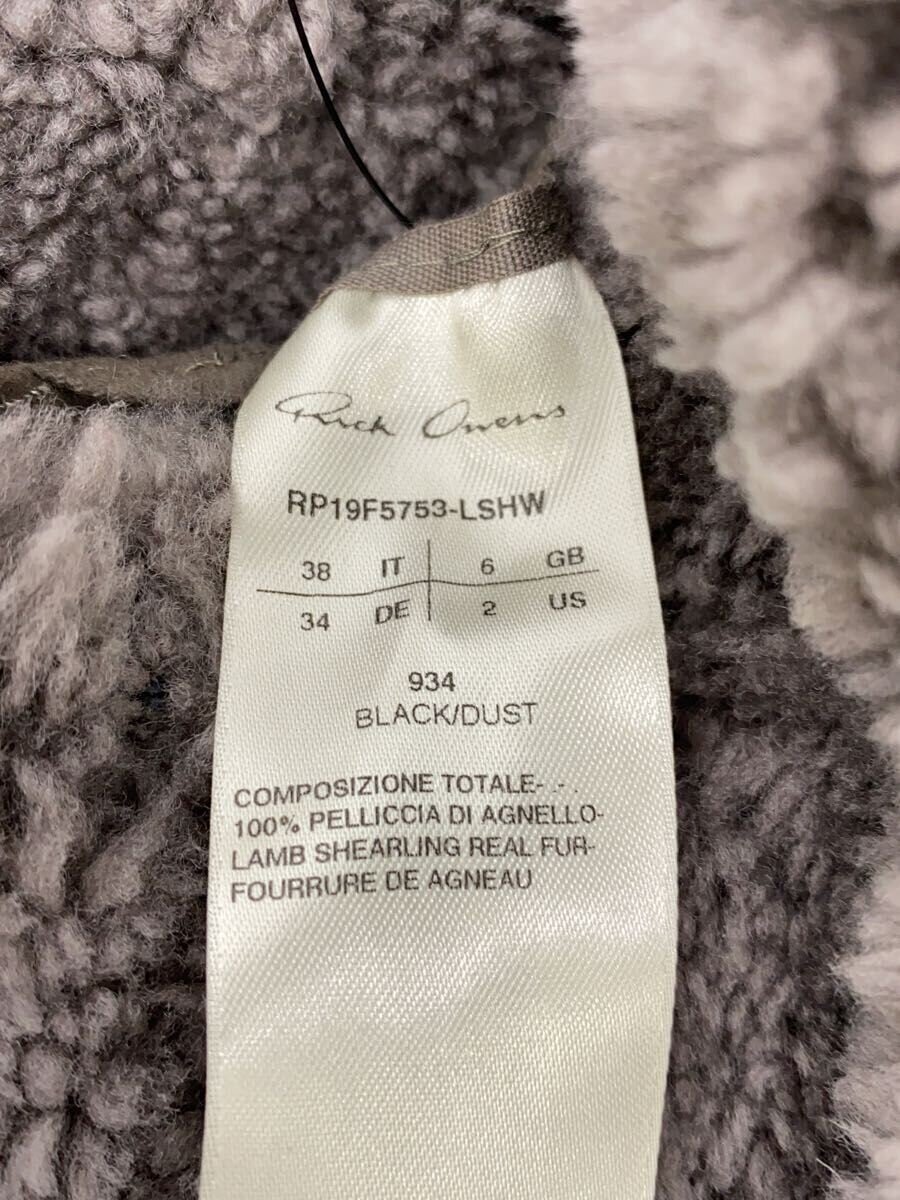 Rick Owens
RP19F5753-LSHW
38 IT 6 GB
34 DE 2 US
934
BLACK/DUST
COMPOSIZIONE TOTALE- .- .
100% PELLICCIA DI AGNELLO-
LAMB SHEARLING REAL FUR-
FOURRURE DE AGNEAU